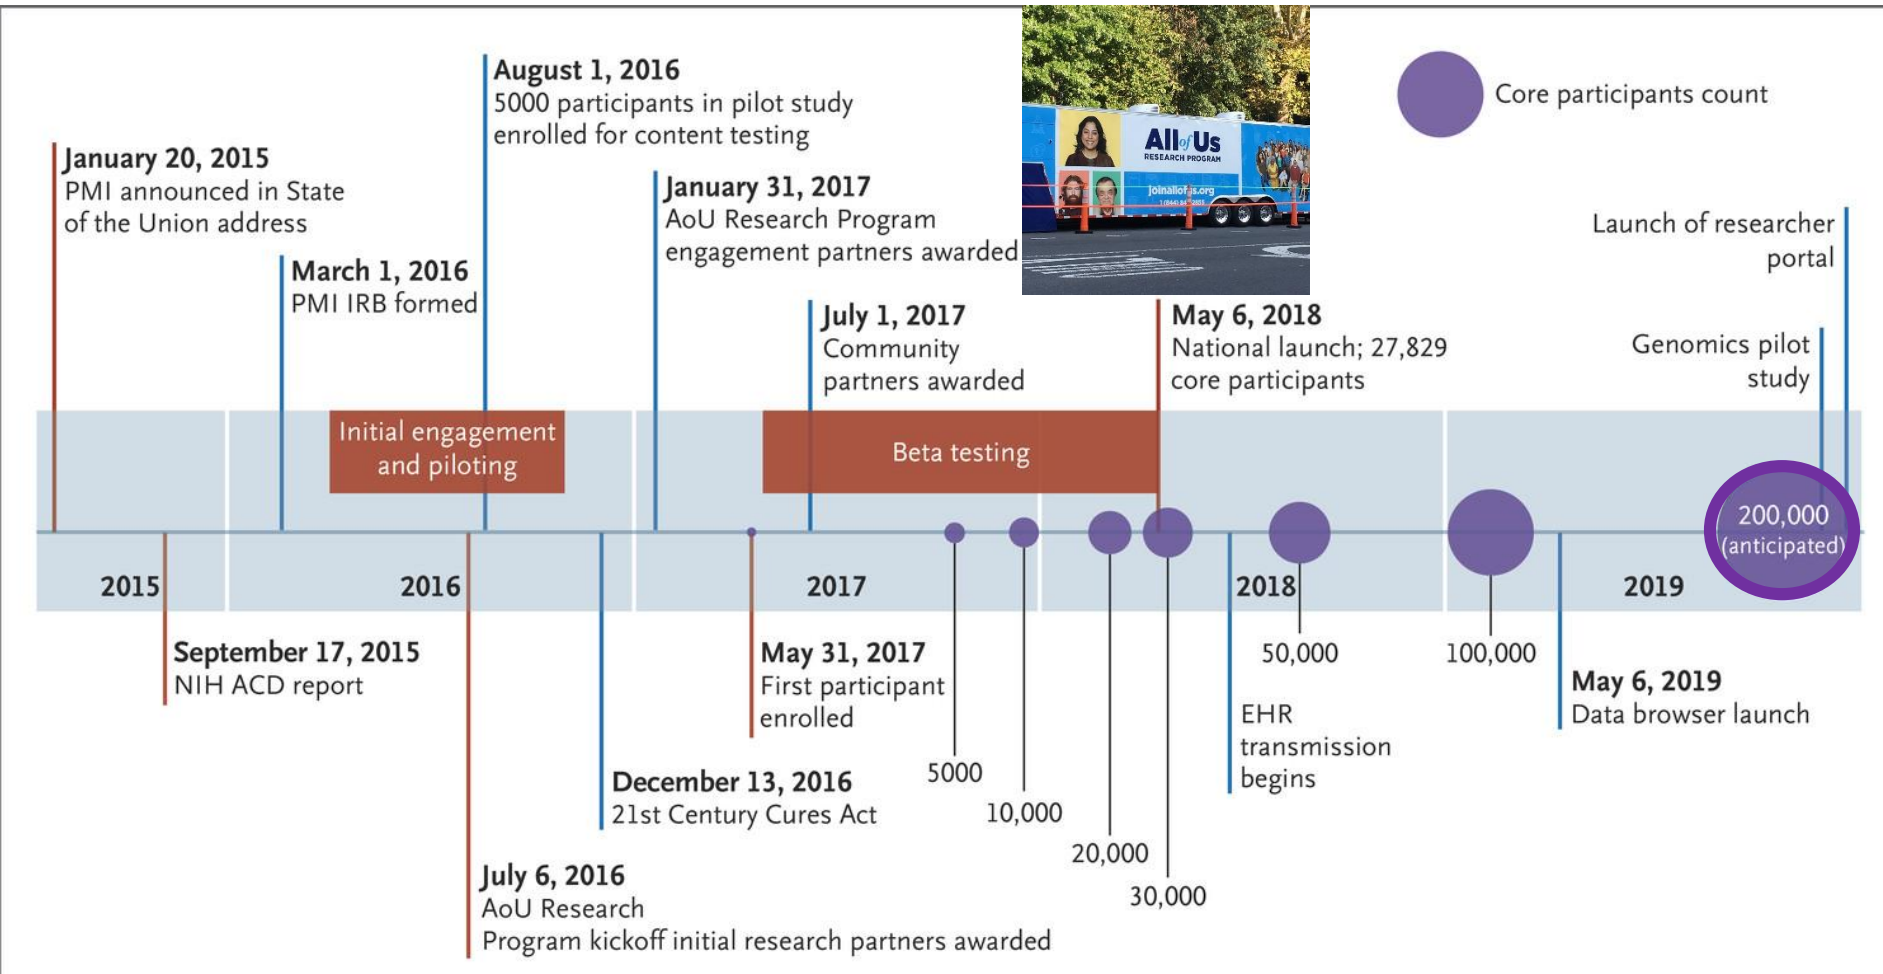 January 20, 2015
PMI announced in State
of the Union address
March 1, 2016
PMI IRB formed
August 1, 2016
5000 participants in pilot study
enrolled for content testing
January 31, 2017
AoU Research Program
engagement partners awarded
July 1, 2017
Community
partners awarded
All of Us
RESEARCH PROGRAM
joinallofus.org
May 6, 2018
National launch; 27,829
core participants
Core participants count
Launch of researcher
portal
Genomics pilot
study
Initial engagement
and piloting
Beta testing
200,000
(anticipated)
2015
2016
2017
2018
2019
September 17, 2015
NIH ACD report
July 6, 2016
AoU Research
Program kickoff initial research partners awarded
December 13, 2016
21st Century Cures Act
May 31, 2017
First participant
enrolled
5000
10,000
20,000
30,000
EHR
transmission
begins
50,000
100,000
May 6, 2019
Data browser launch